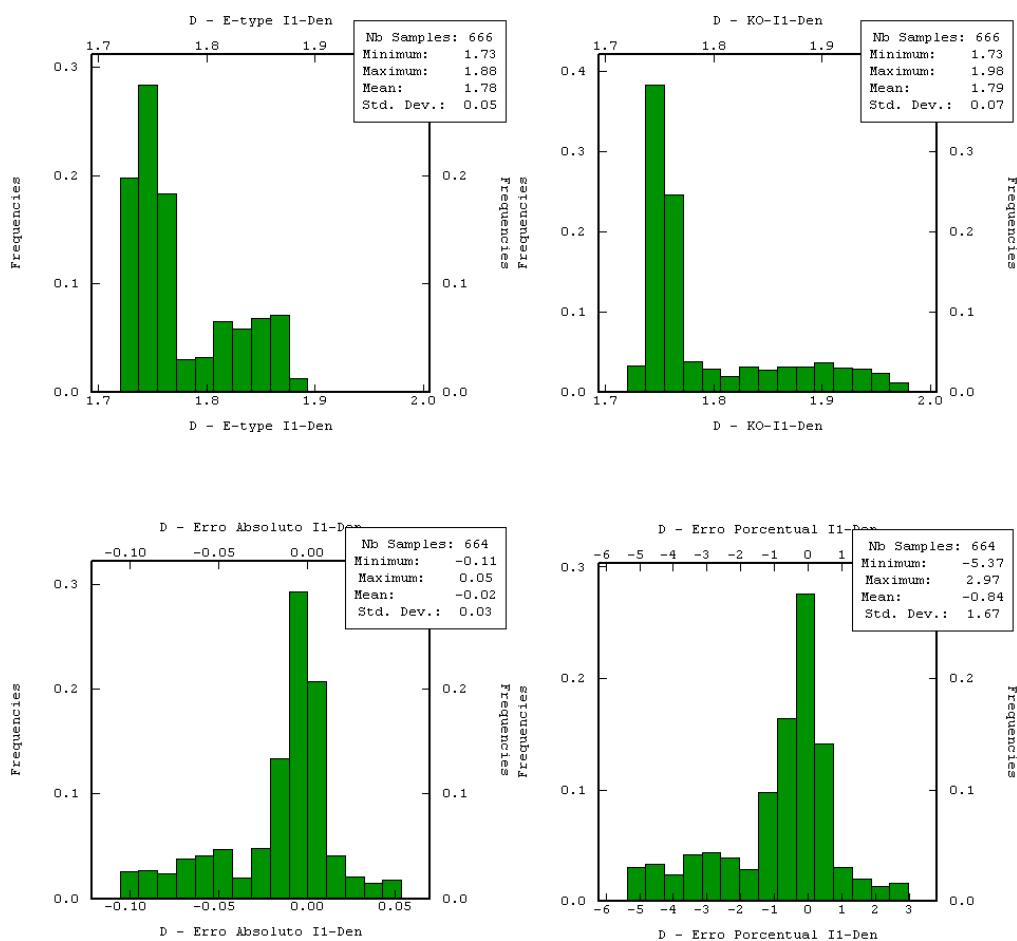 D - E-type I1-Den
1.7 1.8 1.9
Nb Samples: 666
Minimum: 1.73
Maximum: 1.88
Mean: 1.78
Std. Dev.: 0.05
0.3
0.2 0.2
0.1 0.1
0.0 0.0
Frequencies
Frequencies
1.7 1.8 1.9 2.0
D - E-type I1-Den
D - KO-I1-Den
1.7 1.8 1.9
Nb Samples: 666
Minimum: 1.73
Maximum: 1.98
Mean: 1.79
Std. Dev.: 0.07
0.4
0.3 0.3
0.2 0.2
0.1 0.1
0.0 0.0
Frequencies
Frequencies
1.7 1.8 1.9 2.0
D - KO-I1-Den
D - Erro Absoluto I1-Den
-0.10 -0.05 0.00
Nb Samples: 664
Minimum: -0.11
Maximum: 0.05
Mean: -0.02
Std. Dev.: 0.03
0.3
0.2 0.2
0.1 0.1
0.0 0.0
Frequencies
Frequencies
-0.10 -0.05 0.00 0.05
D - Erro Absoluto I1-Den
D - Erro Porcentual I1-Den
-6 -5 -4 -3 -2 -1 0 1
Nb Samples: 664
Minimum: -5.37
Maximum: 2.97
Mean: -0.84
Std. Dev.: 1.67
0.3
0.2 0.2
0.1 0.1
0.0 0.0
Frequencies
Frequencies
-6 -5 -4 -3 -2 -1 0 1 2 3
D - Erro Porcentual I1-Den